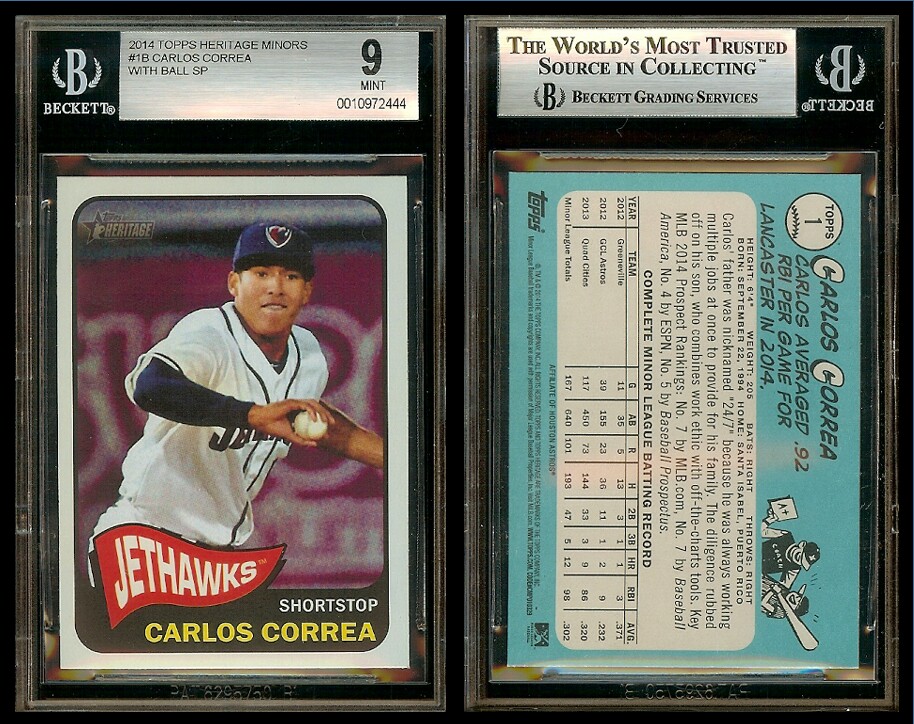 2014 TOPPS HERITAGE MINORS
#1B CARLOS CORREA
WITH BALL SP
9
MINT
0010972444
B
BECKETT®
Topps
HERITAGE
JETHAWKS™
SHORTSTOP
CARLOS CORREA
THE WORLD'S MOST TRUSTED
SOURCE IN COLLECTING™
B BECKETT GRADING SERVICES
B
BECKETT®
TOPPS
1
CARLOS CORREA
HEIGHT: 6'4" WEIGHT: 205 BATS: RIGHT THROWS: RIGHT
BORN: SEPTEMBER 22, 1994 HOME: SANTA ISABEL, PUERTO RICO
CARLOS AVERAGED .92
RBI PER GAME FOR
LANCASTER IN 2014.
A+
COACH
Carlos' father was nicknamed "24/7" because he was always working
multiple jobs at one to provide for his family. The diligence rubbed
off on his son, who combines work ethic with off-the-charts tools. Key
MLB 2014 Prospect Rankings: No. 7 by MLB.com, No. 7 by Baseball
America, No. 4 by ESPN, No. 5 by Baseball Prospectus.
COMPLETE MINOR LEAGUE BATTING RECORD
YEAR TEAM G AB R H 2B 3B HR RBI AVG.
2012 Greeneville 11 35 5 13 3 1 1 3 .371
2012 GCL Astros 39 155 23 36 11 1 2 9 .232
2013 Quad Cities 117 450 73 144 33 3 9 86 .320
Minor League Totals 167 640 101 193 47 5 12 98 .302
AFFILIATE OF HOUSTON ASTROS®
topps®